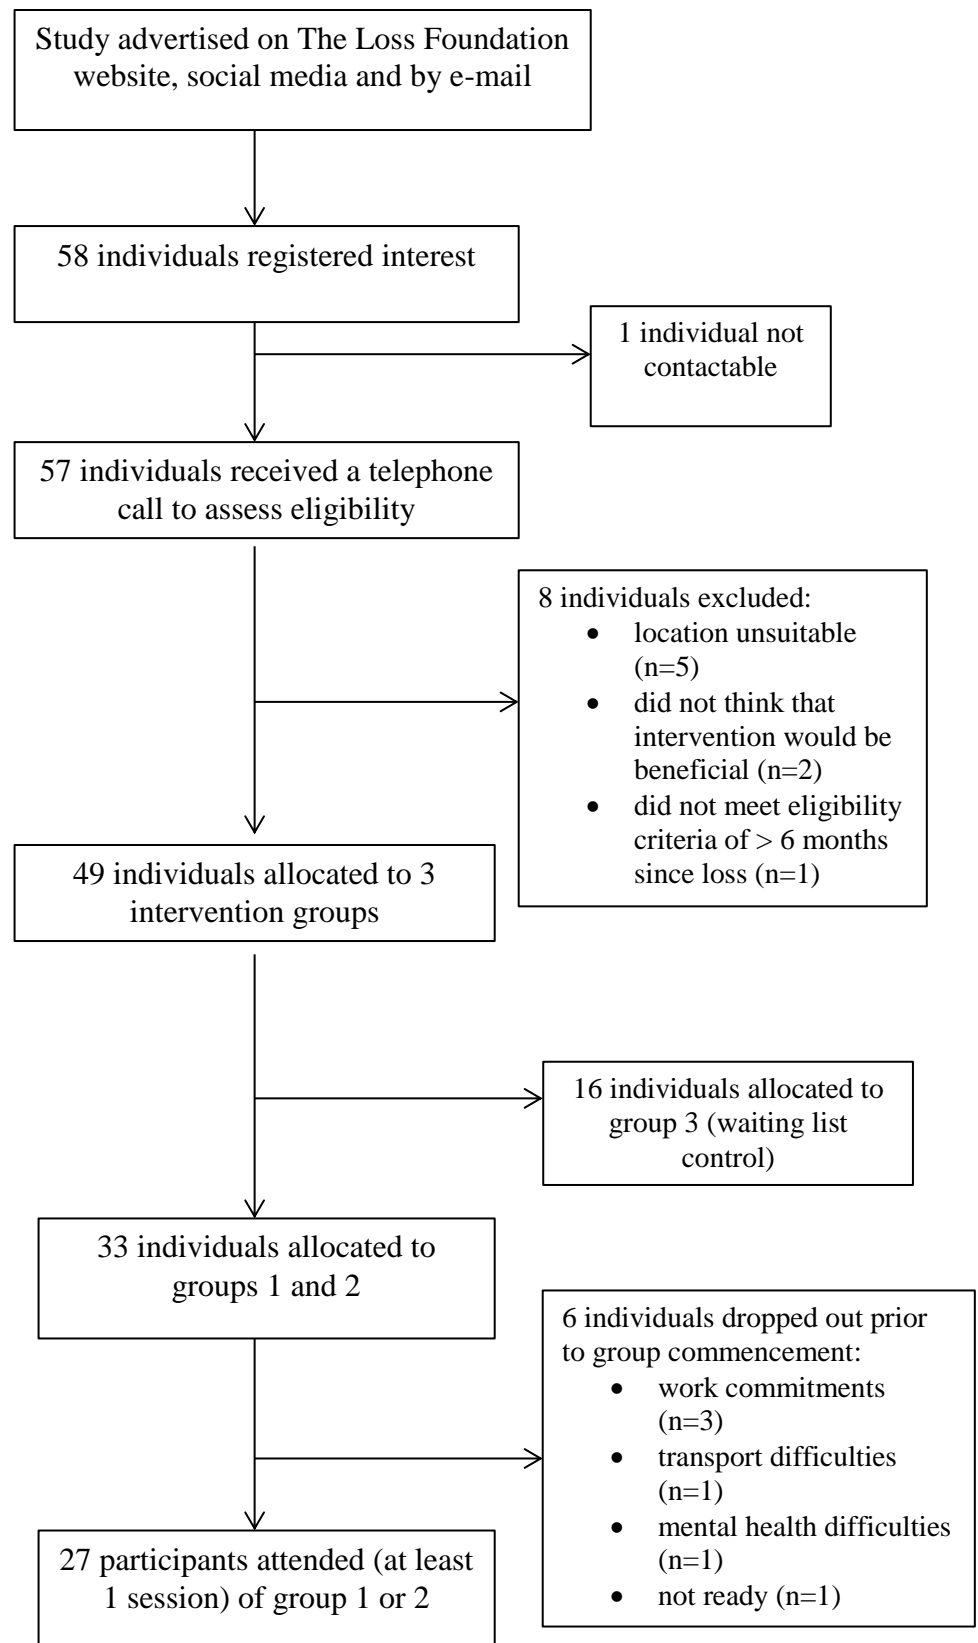 Study advertised on The Loss Foundation
website, social media and by e-mail
58 individuals registered interest
1 individual not
contactable
57 individuals received a telephone
call to assess eligibility
8 individuals excluded:
• location unsuitable
(n=5)
• did not think that
intervention would be
beneficial (n=2)
• did not meet eligibility
criteria of > 6 months
since loss (n=1)
49 individuals allocated to 3
intervention groups
16 individuals allocated to
group 3 (waiting list
control)
33 individuals allocated to
groups 1 and 2
6 individuals dropped out prior
to group commencement:
• work commitments
(n=3)
• transport difficulties
(n=1)
• mental health difficulties
(n=1)
• not ready (n=1)
27 participants attended (at least
1 session) of group 1 or 2